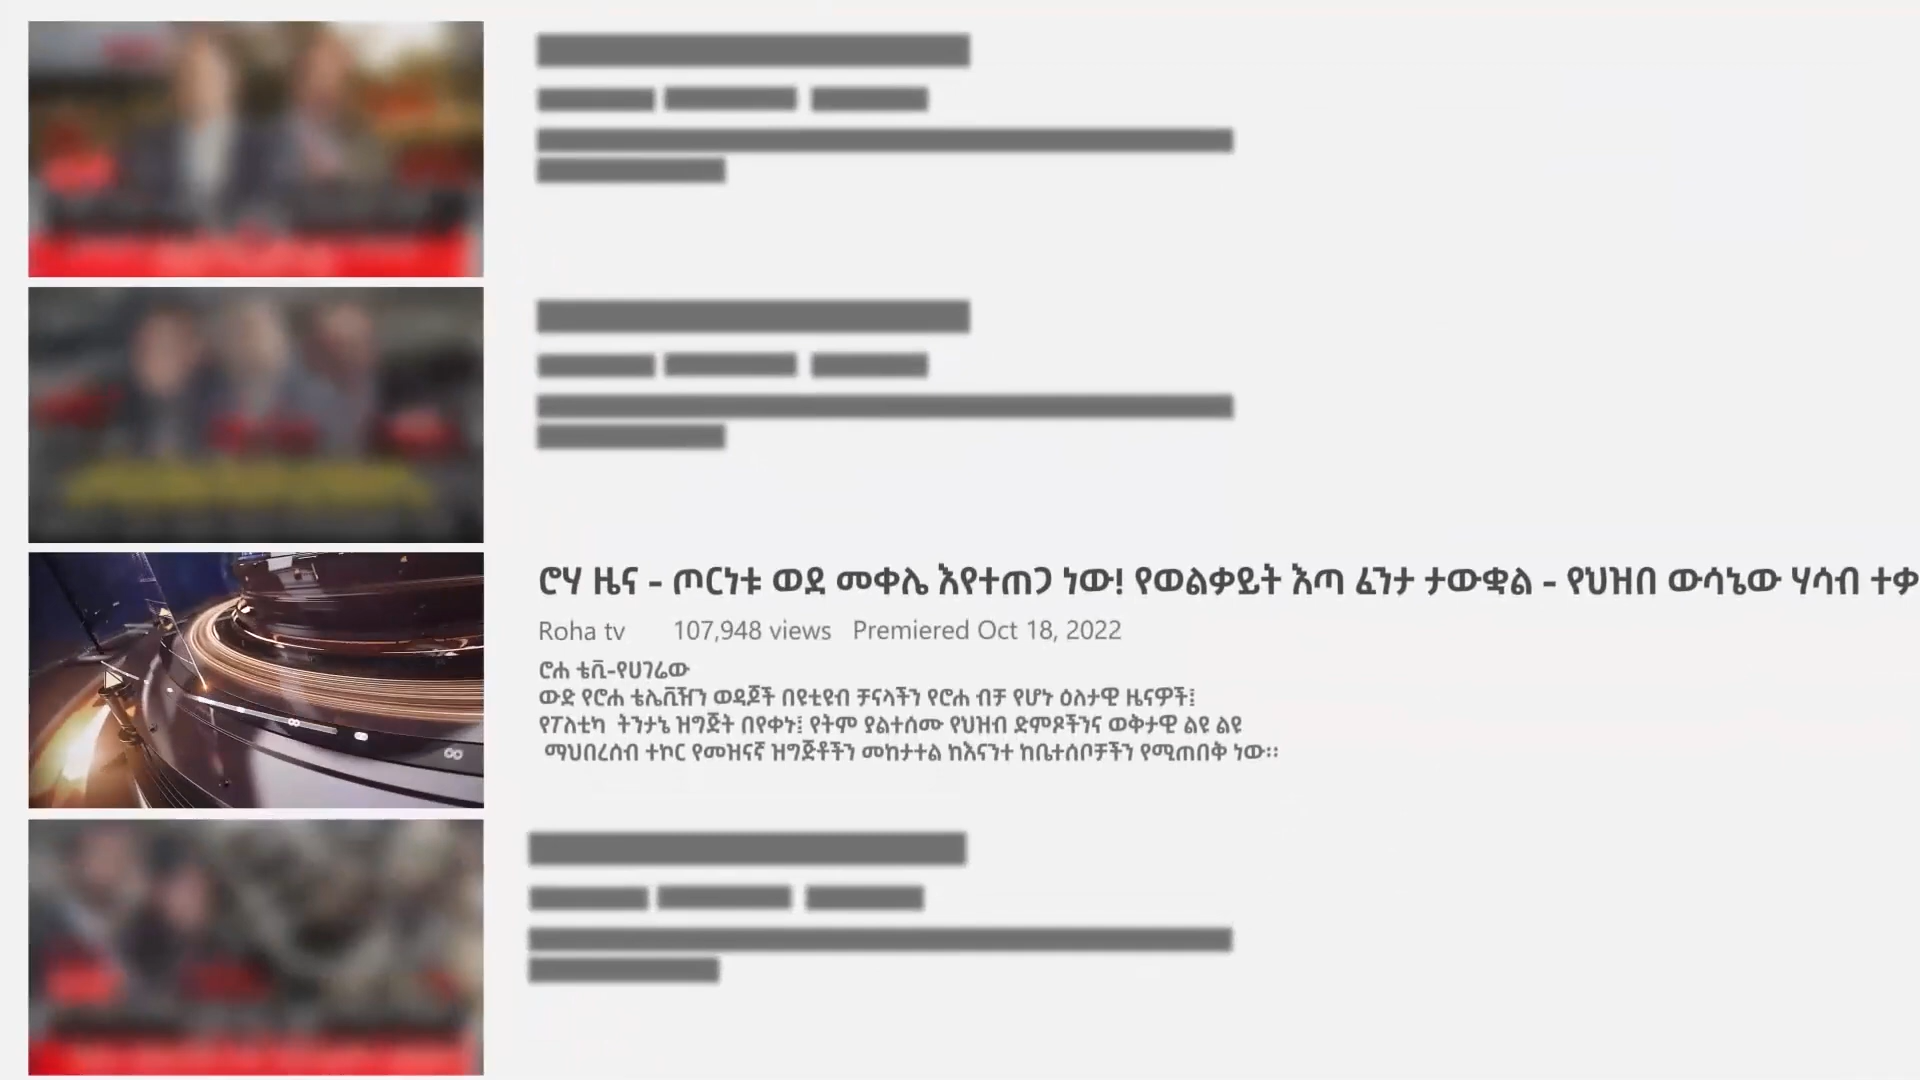 ሮሃ ዜና - ጦርነቱ ወደ መቀሌ እየተጠጋ ነው! የወልቃይት እጣ ፈንታ ታውቋል - የህዝበ ውሳኔው ሃሳብ ተቃ
Roha tv 107,948 views Premiered Oct 18, 2022
ሮሐ ቴቪ-የሀገሬው
ውድ የሮሐ ቴሌቪዥን ወዳጆች በዩቲዩብ ቻናላችን የሮሐ ብቻ የሆኑ ዕለታዊ ዜናዎች፤
የፖለቲካ ትንታኔ ዝግጅት በየቀኑ፤ የትም ያልተሰሙ የህዝብ ድምጾችንና ወቅታዊ ልዩ ልዩ
ማህበረሰብ ተኮር የመዝናኛ ዝግጅቶችን መከታተል ከእናንተ ከቤተሰቦቻችን የሚጠበቅ ነው፡፡